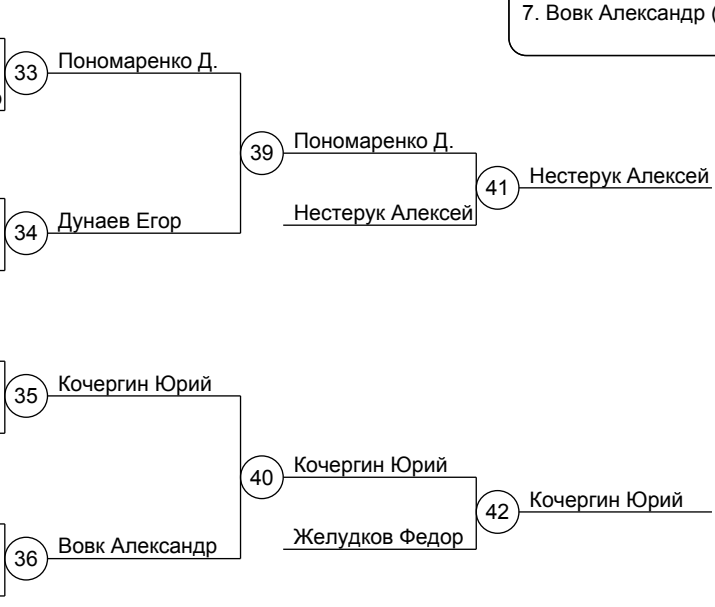 7. Вовк Александр (
33
Пономаренко Д.
39
Пономаренко Д.
41
Нестерук Алексей
Нестерук Алексей
34
Дунаев Егор
35
Кочергин Юрий
40
Кочергин Юрий
42
Кочергин Юрий
Желудков Федор
36
Вовк Александр